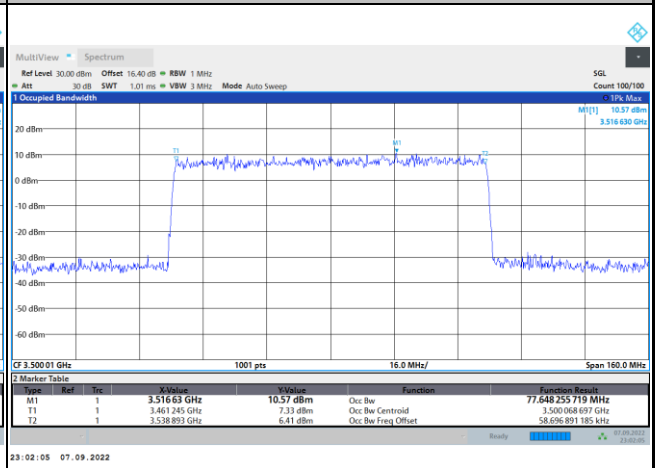 MultiView Spectrum
Ref Level 30.00 dBm Offset 16.40 dB RBW 1 MHz SGL
Att 30 dB SWT 1.01 ms VBW 3 MHz Mode Auto Sweep Count 100/100
1 Occupied Bandwidth 1Pk Max
M1[1] 10.57 dBm
3.516 630 GHz
20 dBm
M1
T1 T2
10 dBm
0 dBm
-10 dBm
-20 dBm
-30 dBm
-40 dBm
-50 dBm
-60 dBm
CF 3.500 01 GHz 1001 pts 16.0 MHz/ Span 160.0 MHz
2 Marker Table
Type Ref Trc X-Value Y-Value Function Function Result
M1 1 3.516 63 GHz 10.57 dBm Occ Bw 77.648 255 719 MHz
T1 1 3.461 245 GHz 7.33 dBm Occ Bw Centroid 3.500 068 697 GHz
T2 1 3.538 893 GHz 6.41 dBm Occ Bw Freq Offset 58.696 891 185 kHz
Ready 07.09.2022
23:02:05
23:02:05 07.09.2022